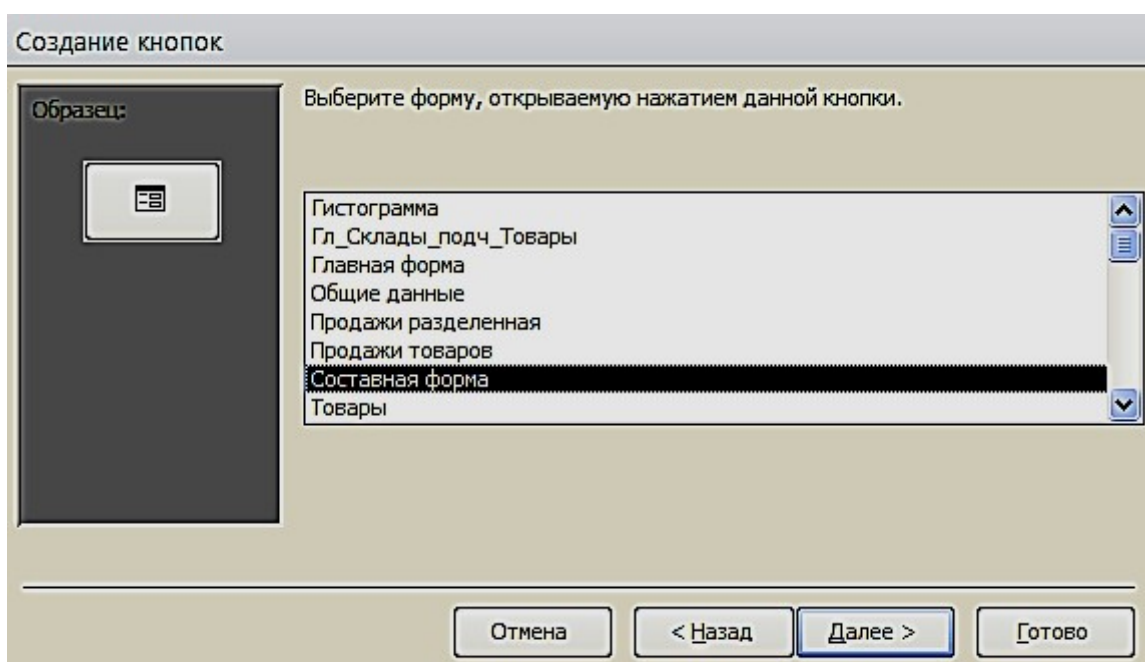 Создание кнопок
Образец:
Выберите форму, открываемую нажатием данной кнопки.
Гистограмма
Гл_Склады_подч_Товары
Главная форма
Общие данные
Продажи разделенная
Продажи товаров
Составная форма
Товары
Отмена
< Назад
Далее >
Готово